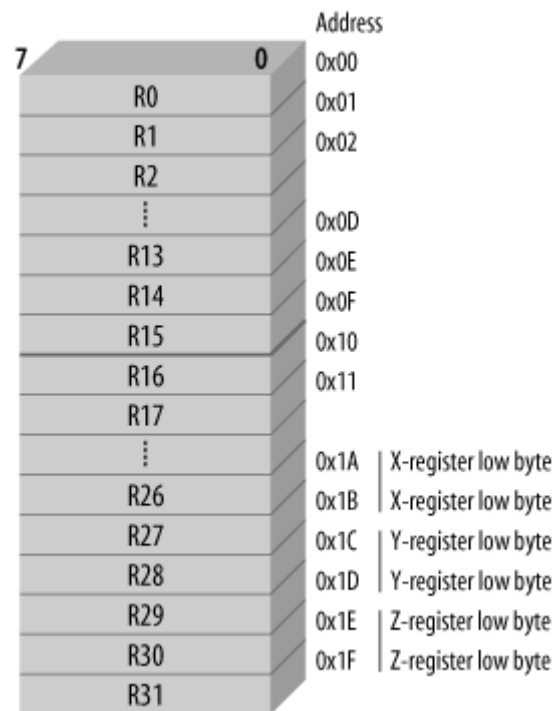 Address
7 0 0x00
R0 0x01
R1 0x02
R2
⋮ 0x0D
R13 0x0E
R14 0x0F
R15 0x10
R16 0x11
R17
⋮ 0x1A X-register low byte
R26 0x1B X-register low byte
R27 0x1C Y-register low byte
R28 0x1D Y-register low byte
R29 0x1E Z-register low byte
R30 0x1F Z-register low byte
R31